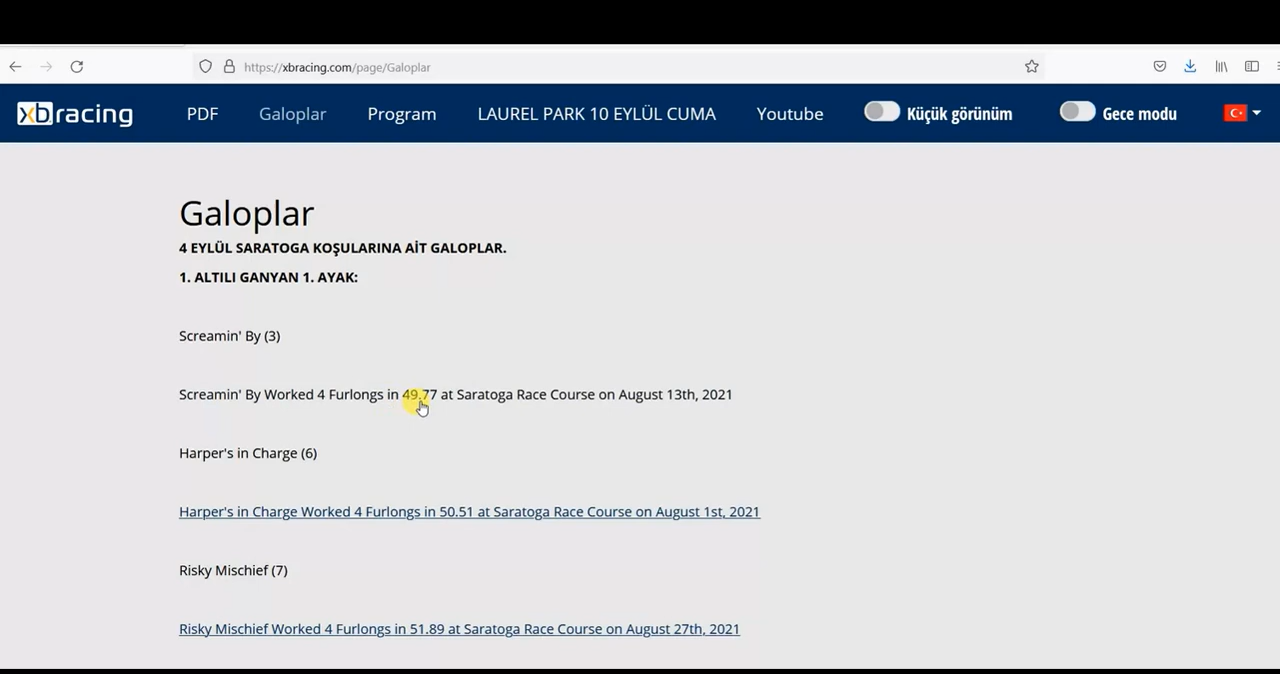 https://xbracing.com/page/Galoplar
xbracing PDF Galoplar Program LAUREL PARK 10 EYLÜL CUMA Youtube Küçük görünüm Gece modu
Galoplar
4 EYLÜL SARATOGA KOŞULARINA AİT GALOPLAR.
1. ALTILI GANYAN 1. AYAK:
Screamin' By (3)
Screamin' By Worked 4 Furlongs in 49.77 at Saratoga Race Course on August 13th, 2021
Harper's in Charge (6)
Harper's in Charge Worked 4 Furlongs in 50.51 at Saratoga Race Course on August 1st, 2021
Risky Mischief (7)
Risky Mischief Worked 4 Furlongs in 51.89 at Saratoga Race Course on August 27th, 2021